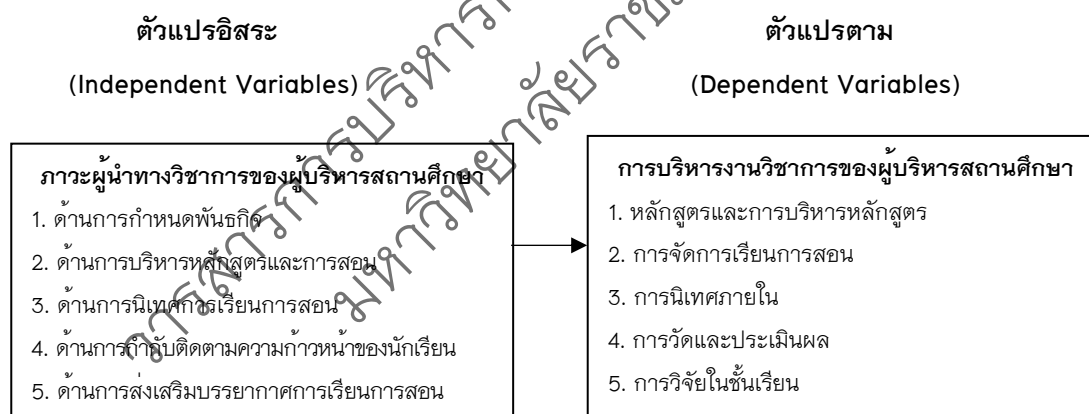 ตัวแปรอิสระ
(Independent Variables)
ภาวะผู้นำทางวิชาการของผู้บริหารสถานศึกษา
1. ด้านการกำหนดพันธกิจ
2. ด้านการบริหารหลักสูตรและการสอน
3. ด้านการนิเทศการเรียนการสอน
4. ด้านการกำกับติดตามความก้าวหน้าของนักเรียน
5. ด้านการส่งเสริมบรรยากาศการเรียนการสอน
ตัวแปรตาม
(Dependent Variables)
การบริหารงานวิชาการของผู้บริหารสถานศึกษา
1. หลักสูตรและการบริหารหลักสูตร
2. การจัดการเรียนการสอน
3. การนิเทศภายใน
4. การวัดและประเมินผล
5. การวิจัยในชั้นเรียน